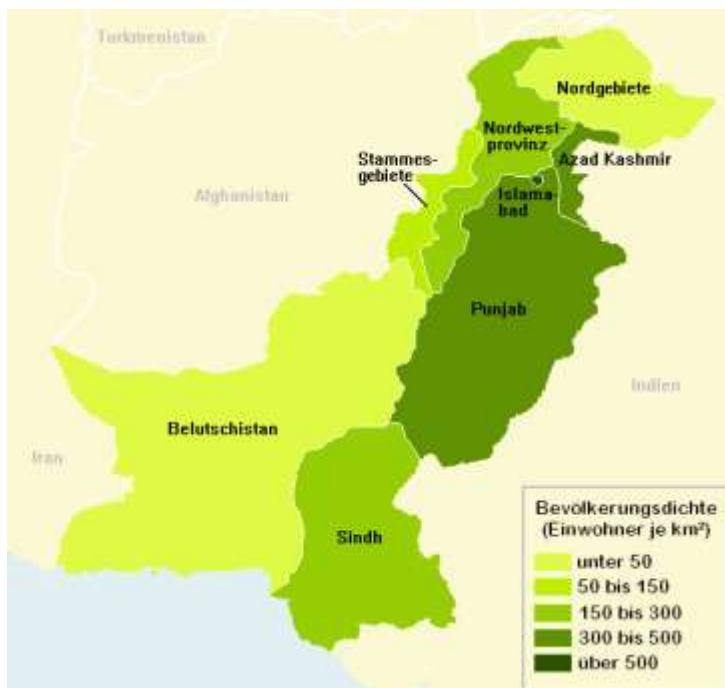 Turkmenistan
Nordgebiete
Nordwest-
provinz
Stammes-
gebiete
Azad Kashmir
Afghanistan
Islama-
bad
Punjab
Indien
Belutschistan
Iran
Sindh
Bevölkerungsdichte
(Einwohner je km²)
unter 50
50 bis 150
150 bis 300
300 bis 500
über 500